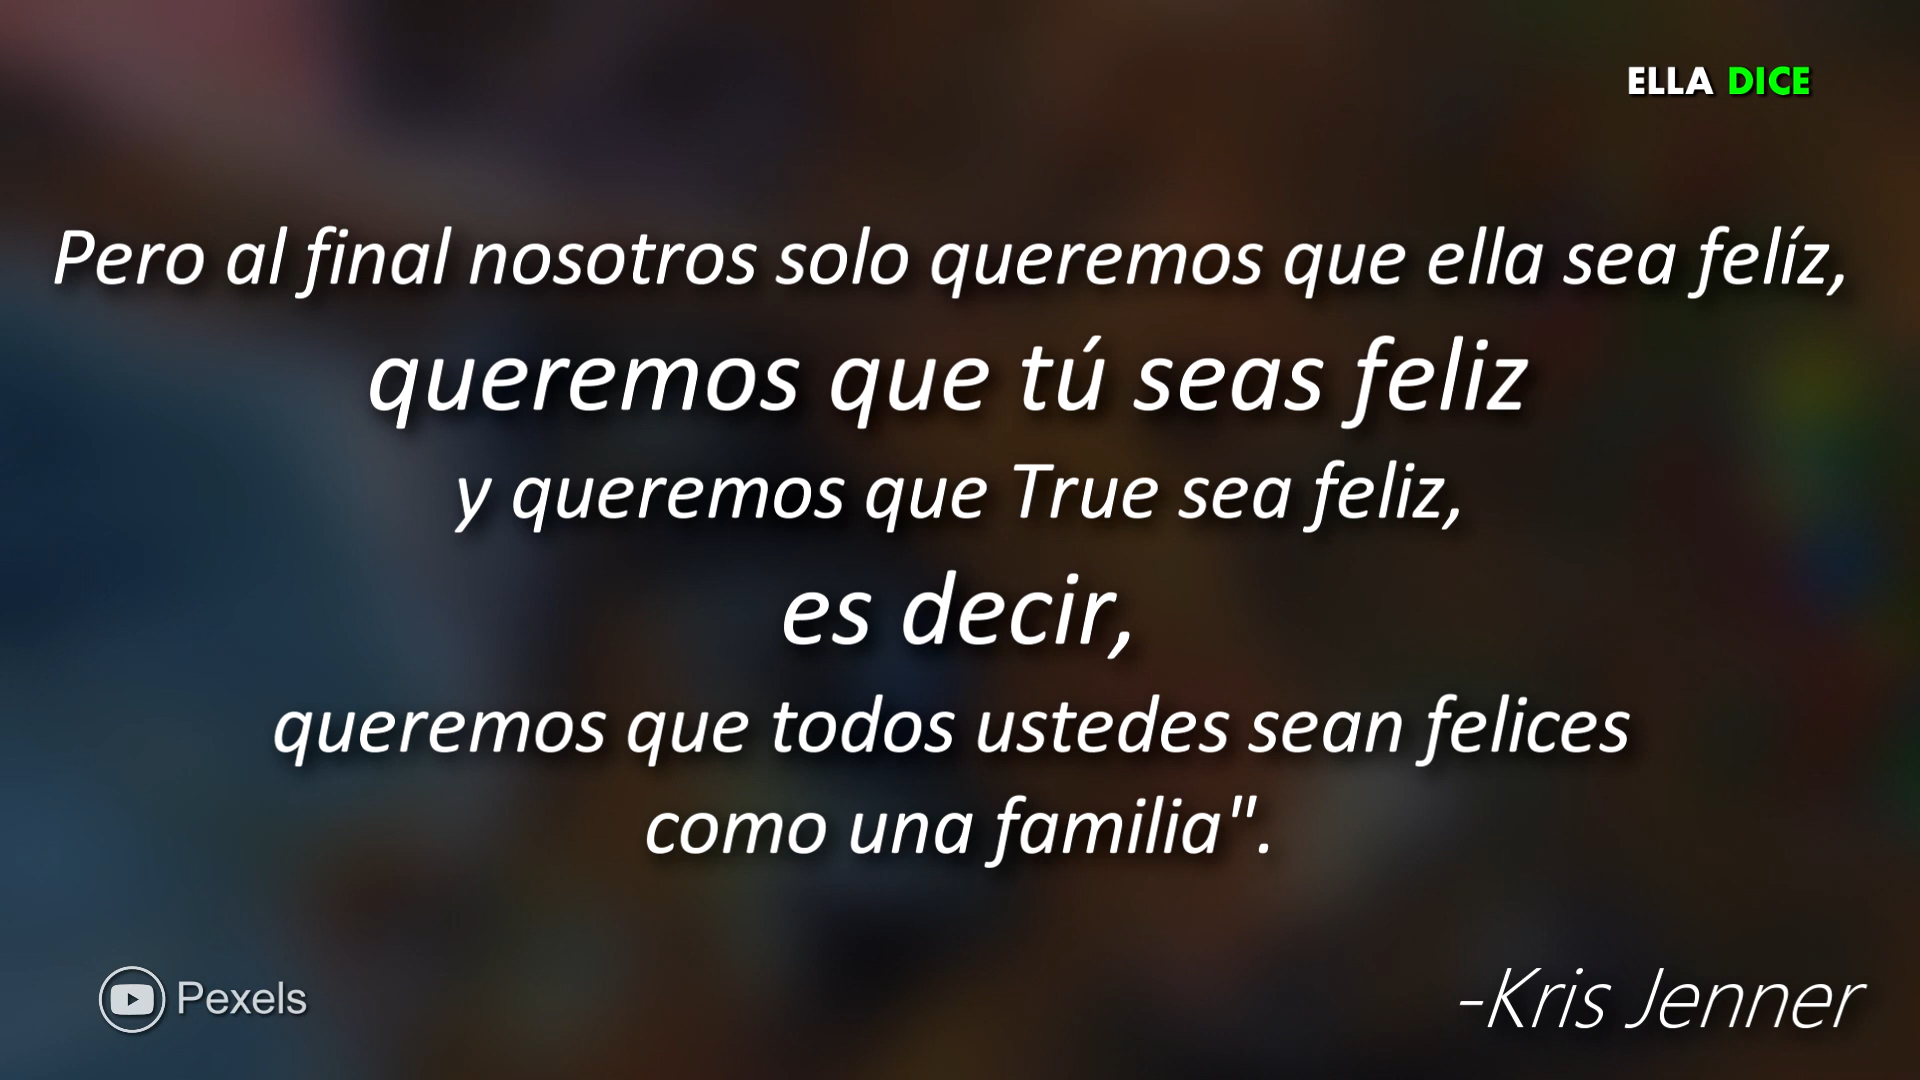 ELLA DICE
Pero al final nosotros solo queremos que ella sea felíz,
queremos que tú seas feliz
y queremos que True sea feliz,
es decir,
queremos que todos ustedes sean felices
como una familia".
Pexels
-Kris Jenner